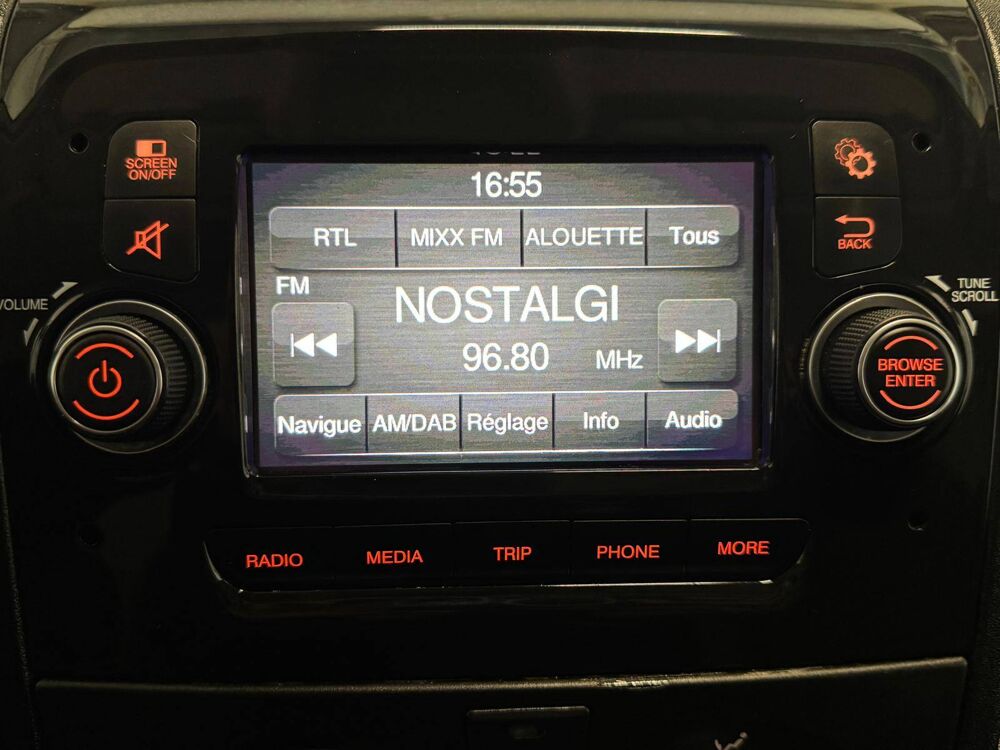 SCREEN
ON/OFF
16:55
RTL MIXX FM ALOUETTE Tous
BACK
VOLUME
FM
NOSTALGI
96.80 MHz
TUNE
SCROLL
BROWSE
ENTER
Navigue AM/DAB Réglage Info Audio
RADIO MEDIA TRIP PHONE MORE